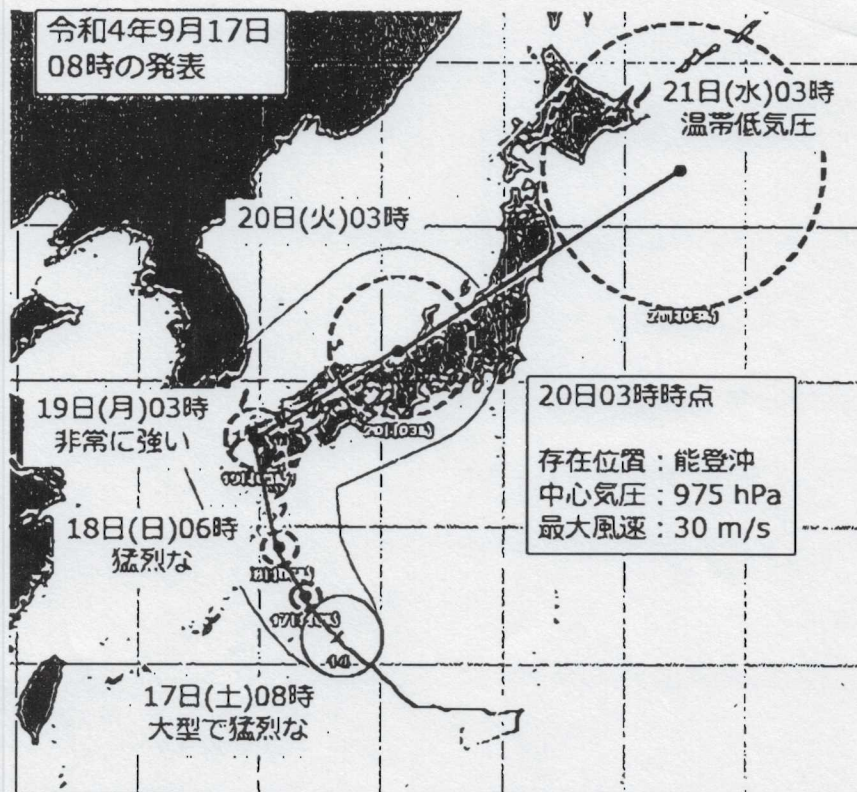 令和4年9月17日
08時の発表
21日(水)03時
温帯低気圧
20日(火)03時
19日(月)03時
非常に強い
20日03時時点
存在位置：能登沖
中心気圧：975 hPa
最大風速：30 m/s
18日(日)06時
猛烈な
17日(土)08時
大型で猛烈な